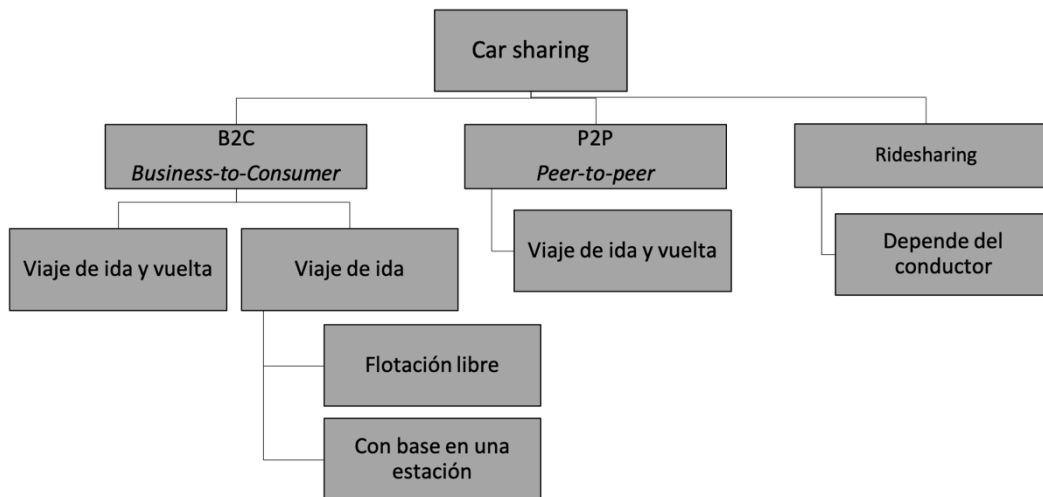 Car sharing
B2C
Business-to-Consumer
P2P
Peer-to-peer
Ridesharing
Viaje de ida y vuelta
Viaje de ida
Viaje de ida y vuelta
Depende del
conductor
Flotación libre
Con base en una
estación